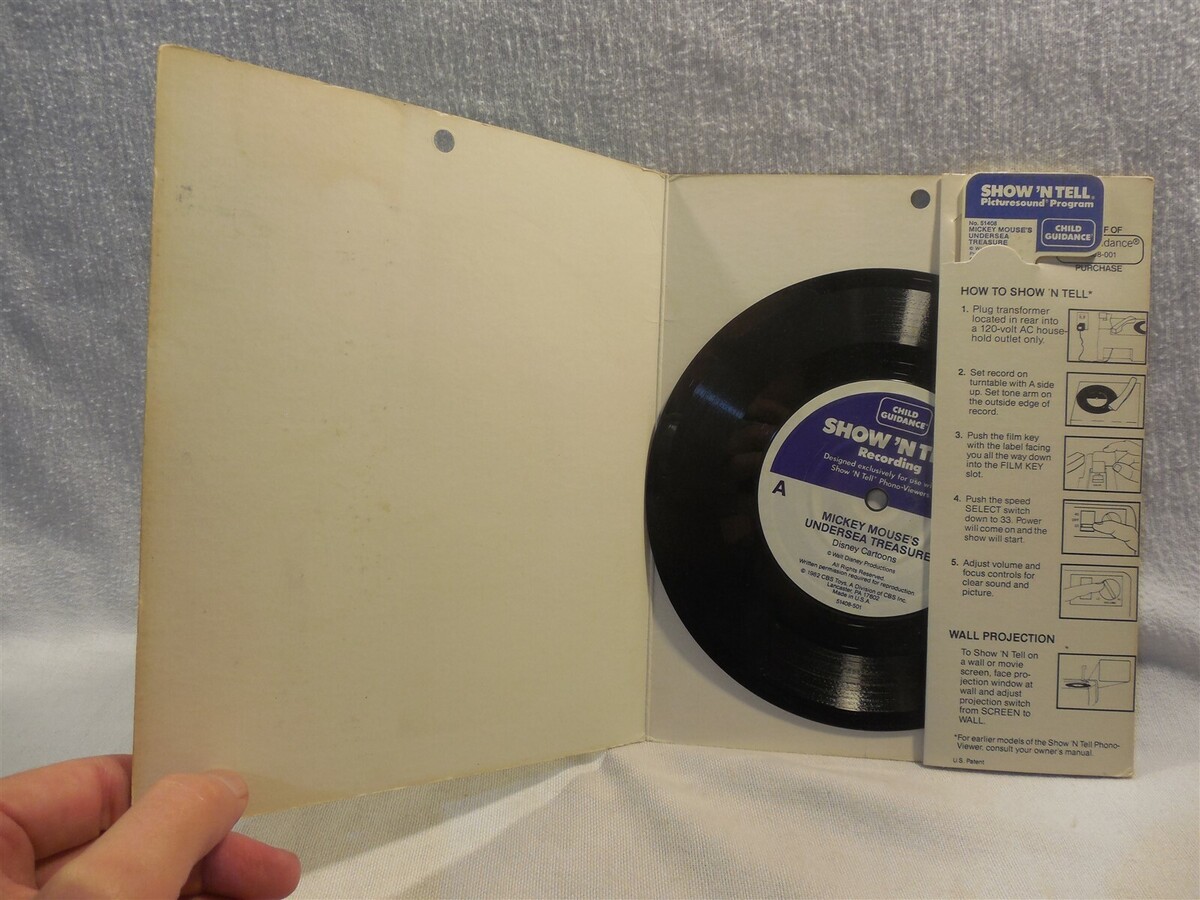 CHILD
GUIDANCE
SHOW 'N T
Recording
Designed exclusively for use
Show 'N Tell® Phono-Viewers
A
MICKEY MOUSE'S
UNDERSEA TREASURE
Disney Cartoons
© Walt Disney Productions
All Rights Reserved.
Written permission required for reproduction.
© 1982 CBS Toys, A Division of CBS Inc.
Lancaster, PA 17602
Made in U.S.A.
51408-501
SHOW 'N TELL®
Picturesound® Program
No. 51408
MICKEY MOUSE'S
UNDERSEA
TREASURE
CHILD
GUIDANCE®
F OF
dance®
8-001
PURCHASE
HOW TO SHOW 'N TELL*
1. Plug transformer
located in rear into
a 120-volt AC house-
hold outlet only.
2. Set record on
turntable with A side
up. Set tone arm on
the outside edge of
record.
3. Push the film key
with the label facing
you all the way down
into the FILM KEY
slot.
4. Push the speed
SELECT switch
down to 33. Power
will come on and the
show will start.
5. Adjust volume and
focus controls for
clear sound and
picture.
WALL PROJECTION
To Show 'N Tell on
a wall or movie
screen, face pro-
jection window at
wall and adjust
projection switch
from SCREEN to
WALL.
*For earlier models of the Show 'N Tell Phono-
Viewer, consult your owner's manual.
U.S. Patent